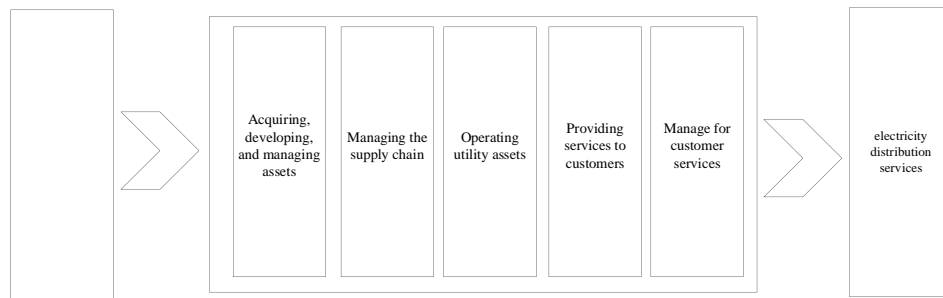 Acquiring,
developing,
and managing
assets
Managing the
supply chain
Operating
utility assets
Providing
services to
customers
Manage for
customer
services
electricity
distribution
services